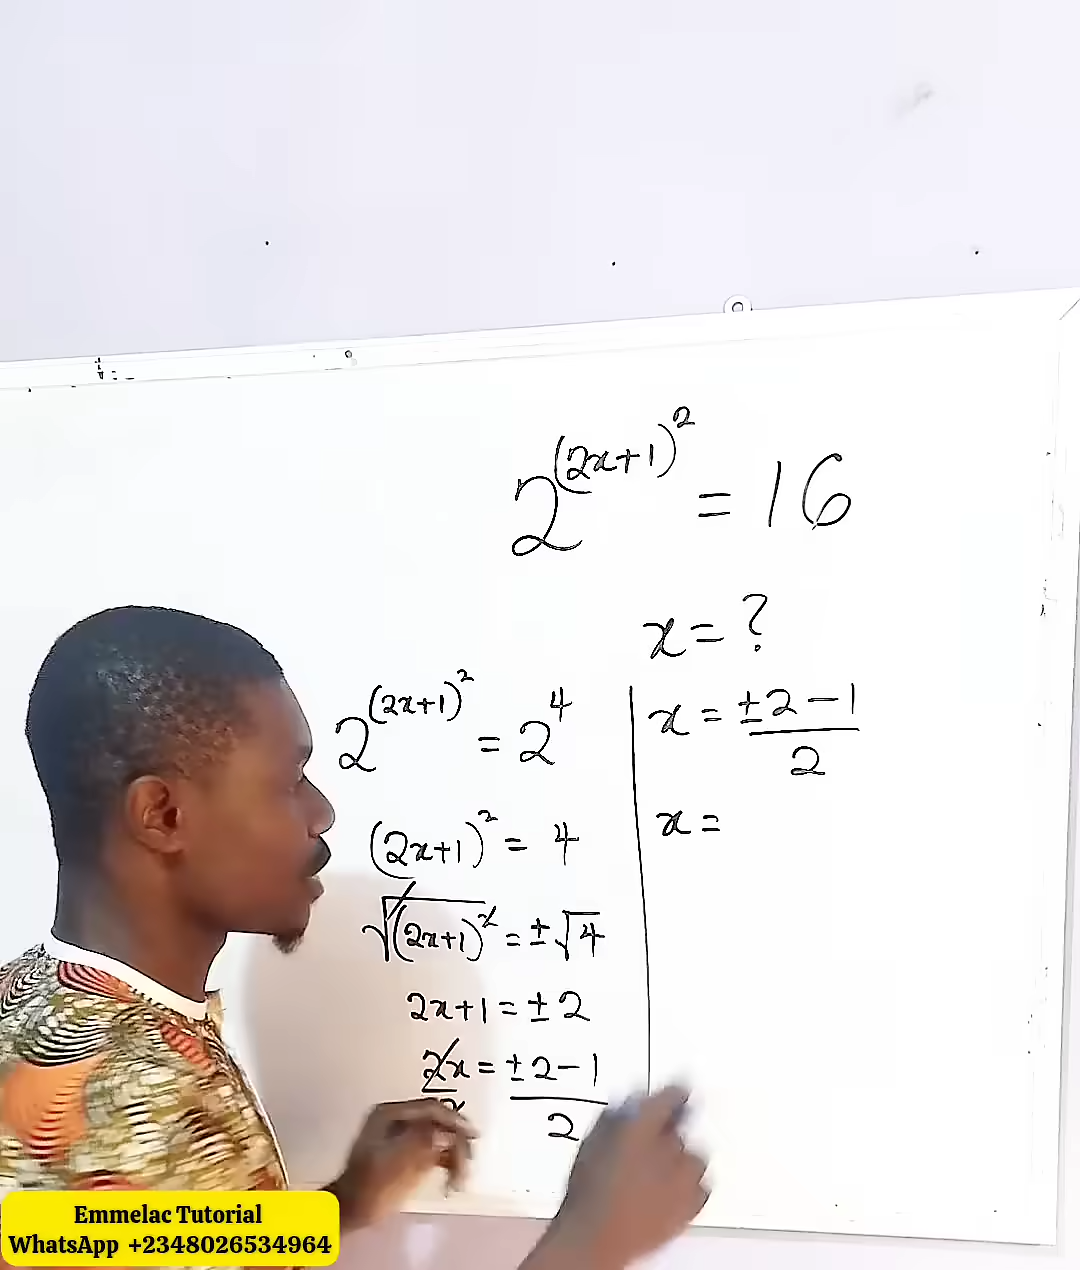 2^(2x+1)^2 = 16
x = ?
2^(2x+1)^2 = 2^4
(2x+1)^2 = 4
√(2x+1)^2 = ±√4
2x+1 = ±2
2x/2 = ±2-1/2
x = ±2-1/2
x =
Emmelac Tutorial
WhatsApp +2348026534964